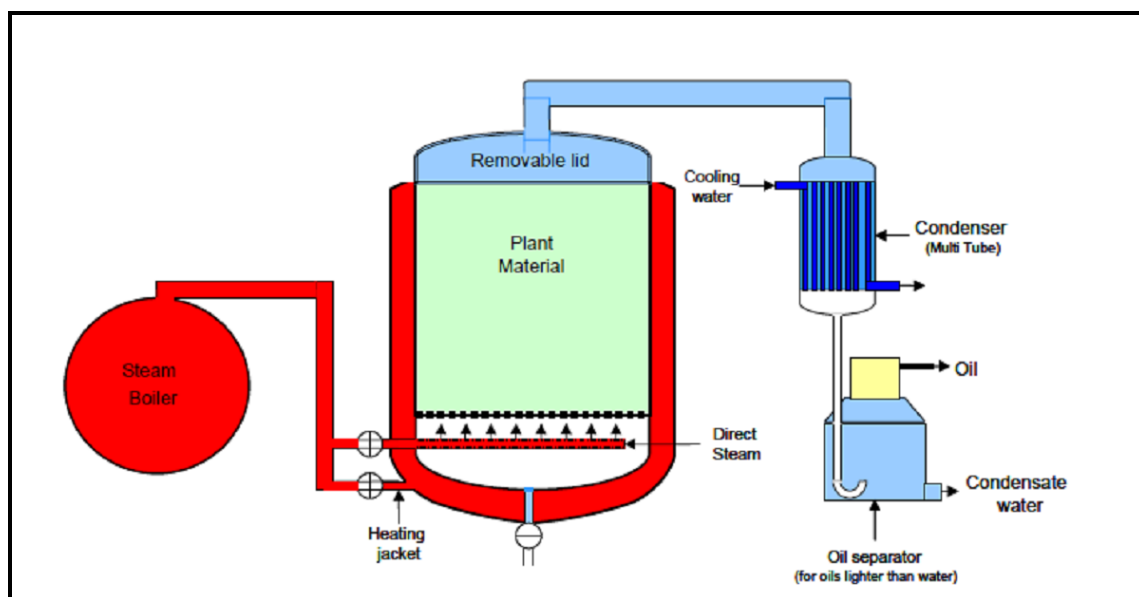 Removable lid
Cooling
water
Condenser
(Multi Tube)
Plant
Material
Steam
Boiler
Oil
Direct
Steam
Condensate
water
Heating
jacket
Oil separator
(for oils lighter than water)